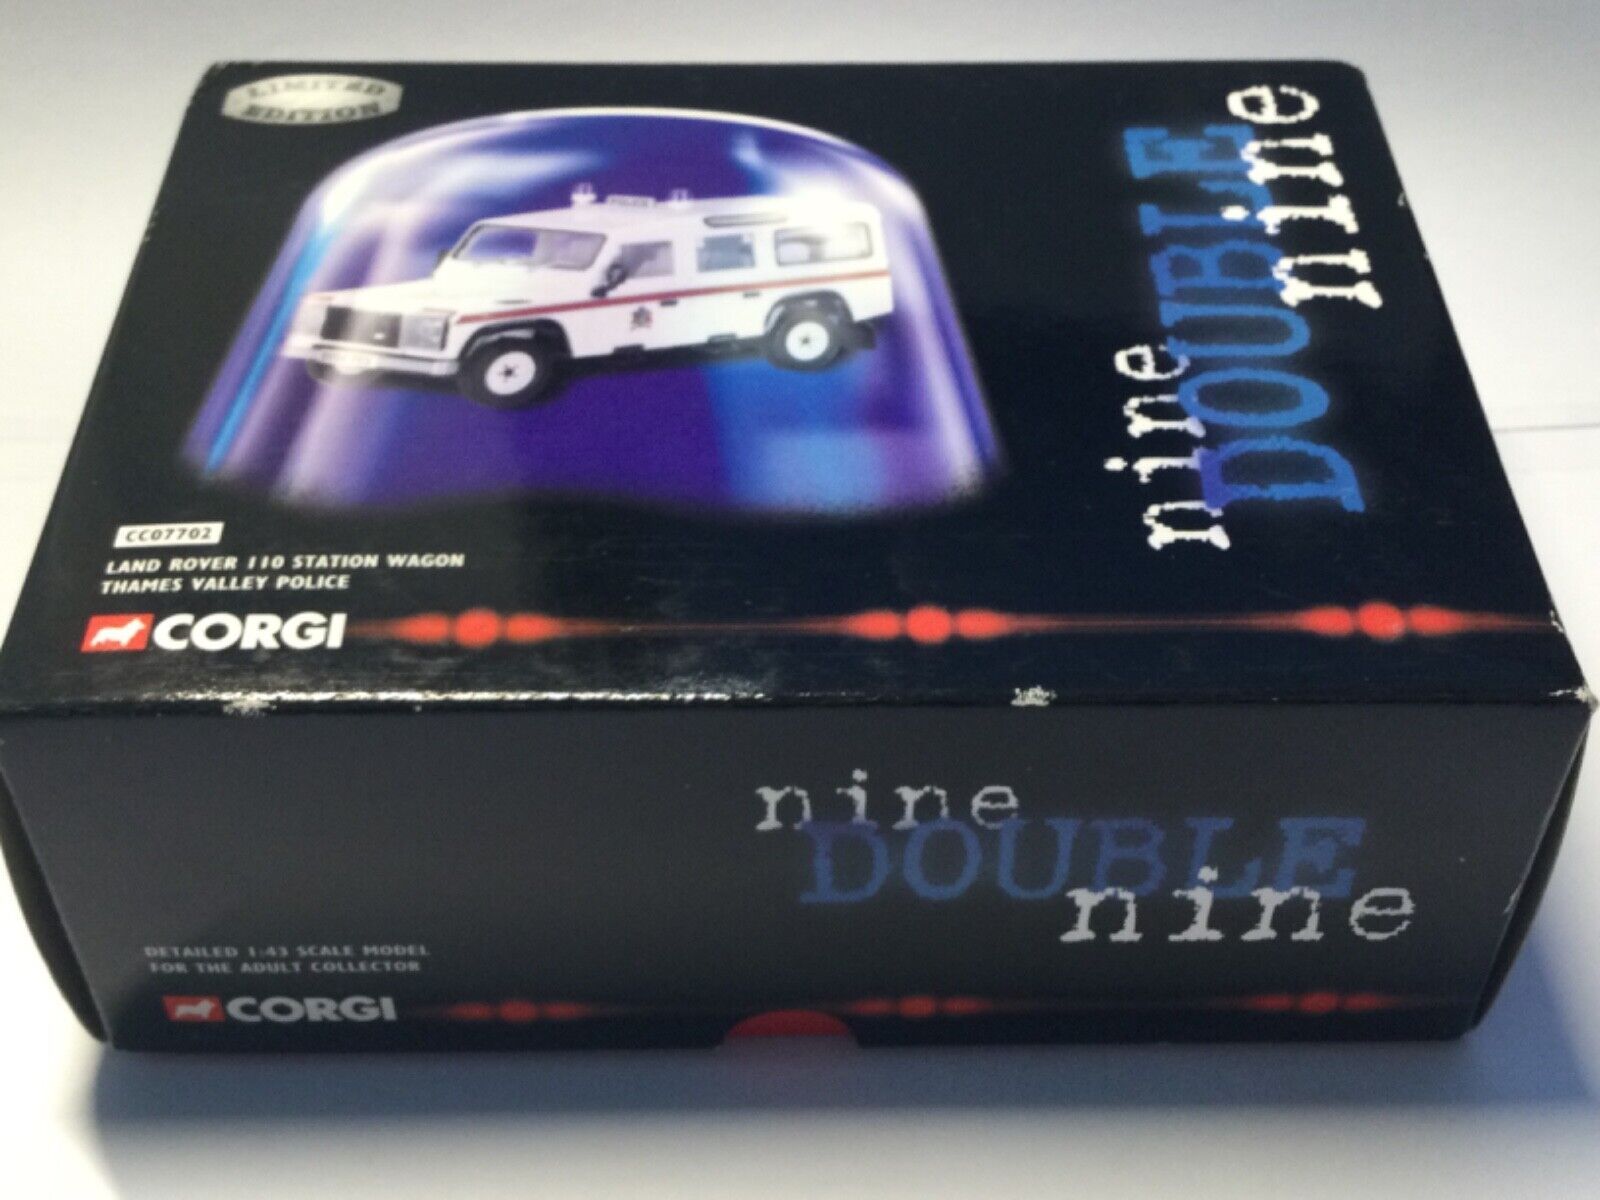 LIMITED
EDITION
POLICE
nine
DOUBLE
nine
CC07702
LAND ROVER 110 STATION WAGON
THAMES VALLEY POLICE
CORGI
nine
DOUBLE
nine
DETAILED 1:43 SCALE MODEL
FOR THE ADULT COLLECTOR
CORGI